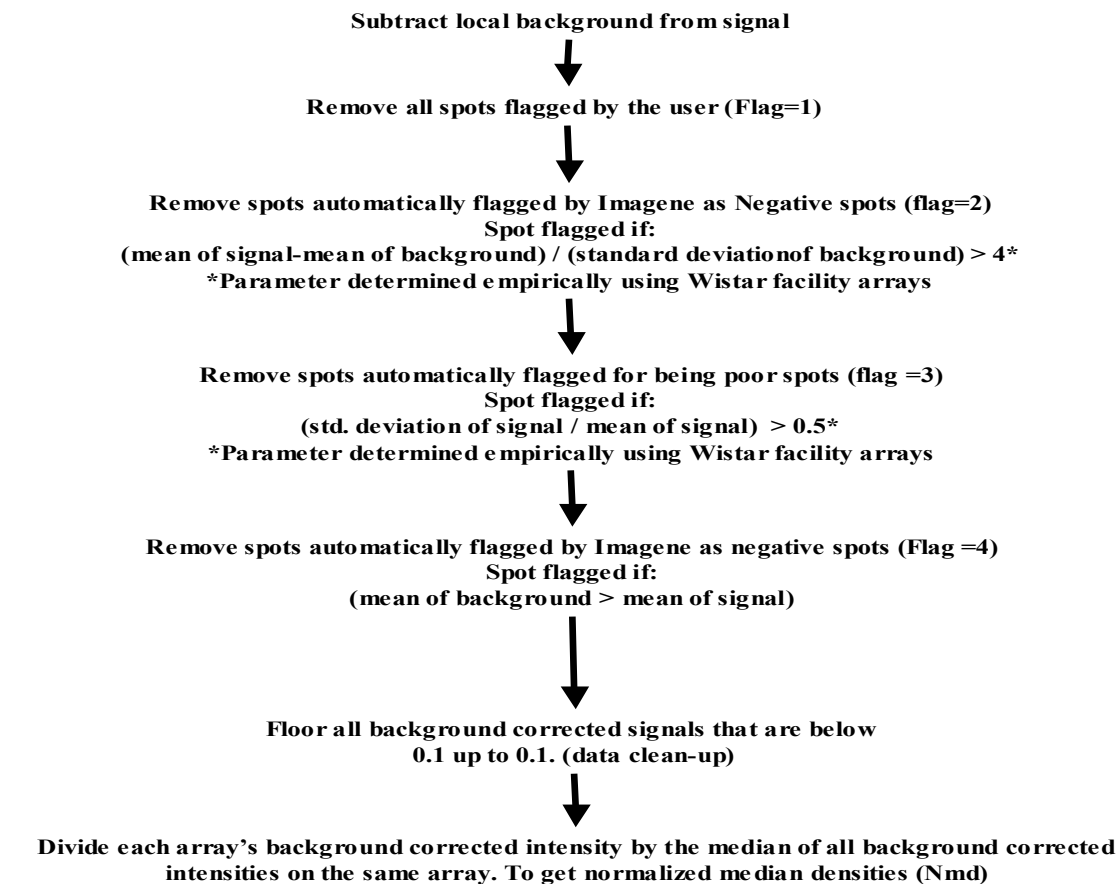 Subtract local background from signal
Remove all spots flagged by the user (Flag=1)
Remove spots automatically flagged by Imagene as Negative spots (flag=2)
Spot flagged if:
(mean of signal-mean of background) / (standard deviationof background) > 4*
*Parameter determined empirically using Wistar facility arrays
Remove spots automatically flagged for being poor spots (flag =3)
Spot flagged if:
(std. deviation of signal / mean of signal)  > 0.5*
*Parameter determined empirically using Wistar facility arrays
Remove spots automatically flagged by Imagene as negative spots (Flag =4)
Spot flagged if:
(mean of background > mean of signal)
Floor all background corrected signals that are below
0.1 up to 0.1. (data clean-up)
Divide each array’s background corrected intensity by the median of all background corrected
intensities on the same array. To get normalized median densities (Nmd)